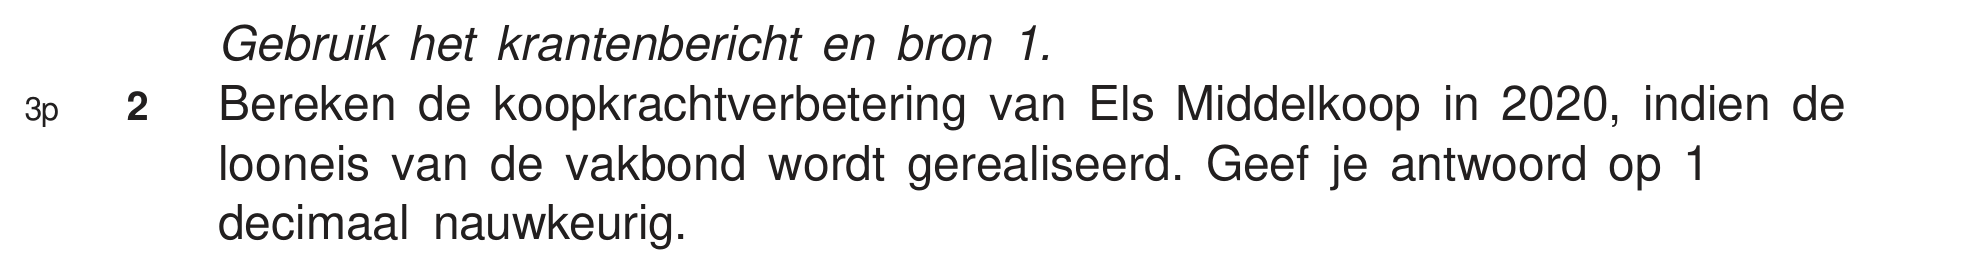 Gebruik het krantenbericht en bron 1.
3p 2 Bereken de koopkrachtverbetering van Els Middelkoop in 2020, indien de
looneis van de vakbond wordt gerealiseerd. Geef je antwoord op 1
decimaal nauwkeurig.